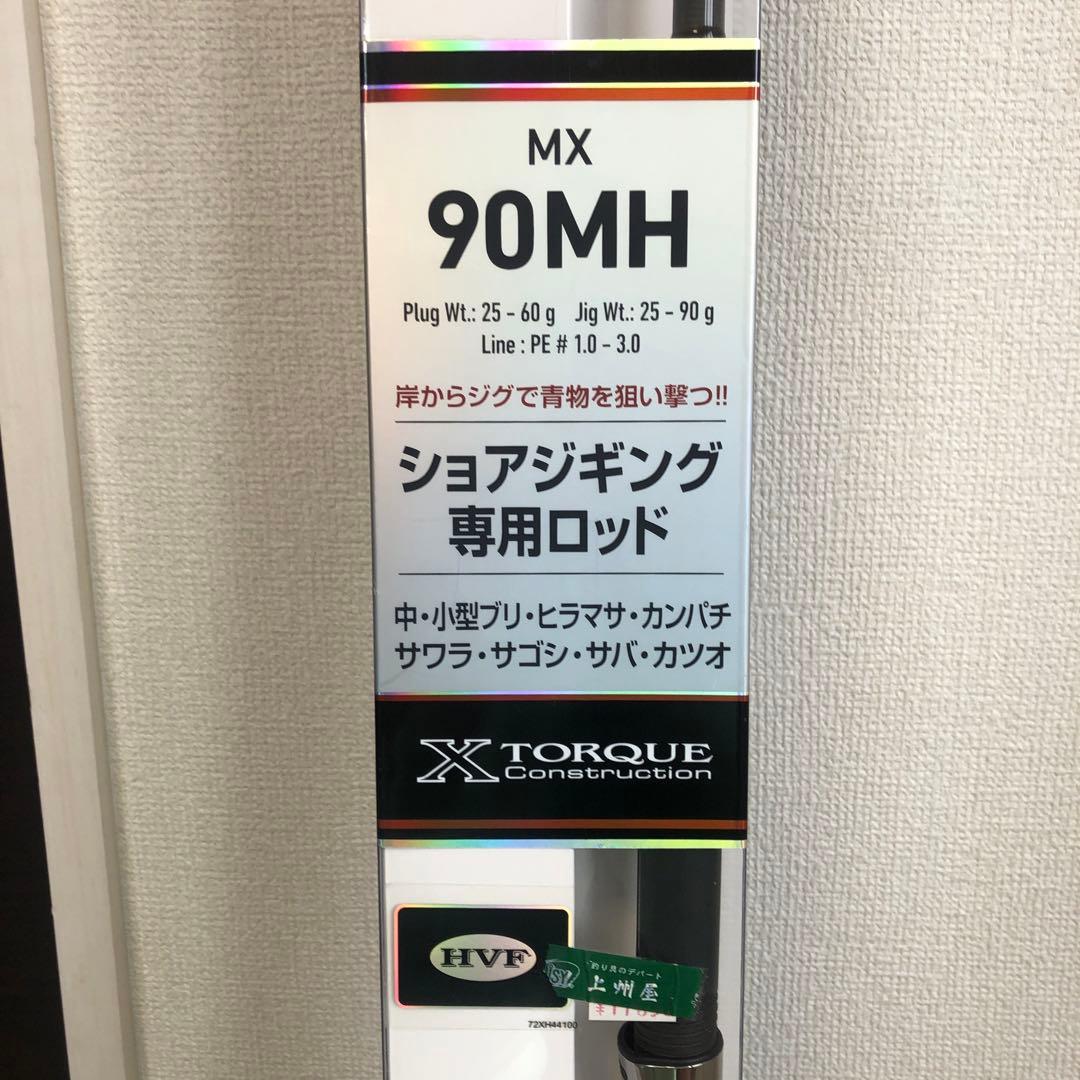 MX
90MH
Plug Wt.: 25 – 60 g Jig Wt.: 25 – 90 g
Line : PE # 1.0 – 3.0
岸からジグで青物を狙い撃つ!!
ショアジギング
専用ロッド
中・小型ブリ・ヒラマサ・カンパチ
サワラ・サゴシ・サバ・カツオ
X TORQUE
Construction
HVF
釣り具のデパート
上州屋
72XH44100